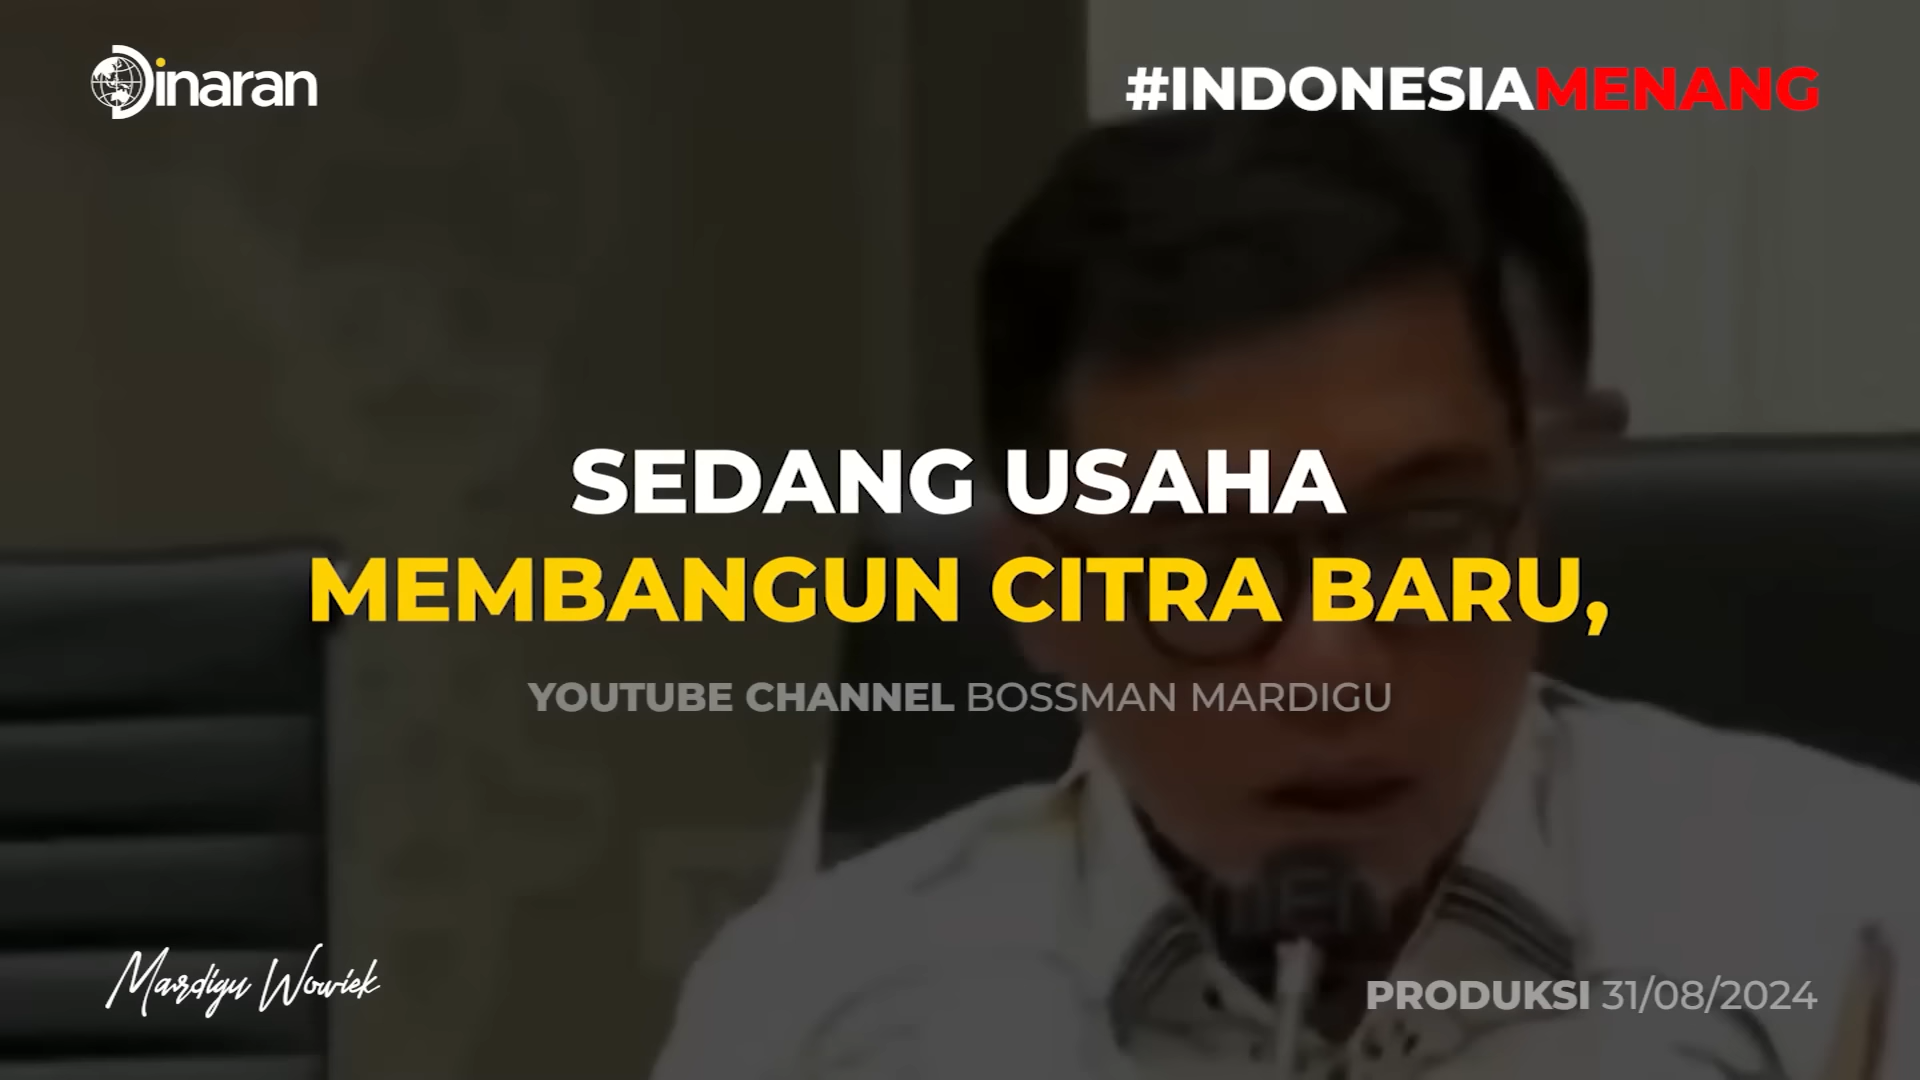 Dinaran
#INDONESIAMENANG
SEDANG USAHA
MEMBANGUN CITRA BARU,
YOUTUBE CHANNEL BOSSMAN MARDIGU
Mardigu Wowiek
PRODUKSI 31/08/2024